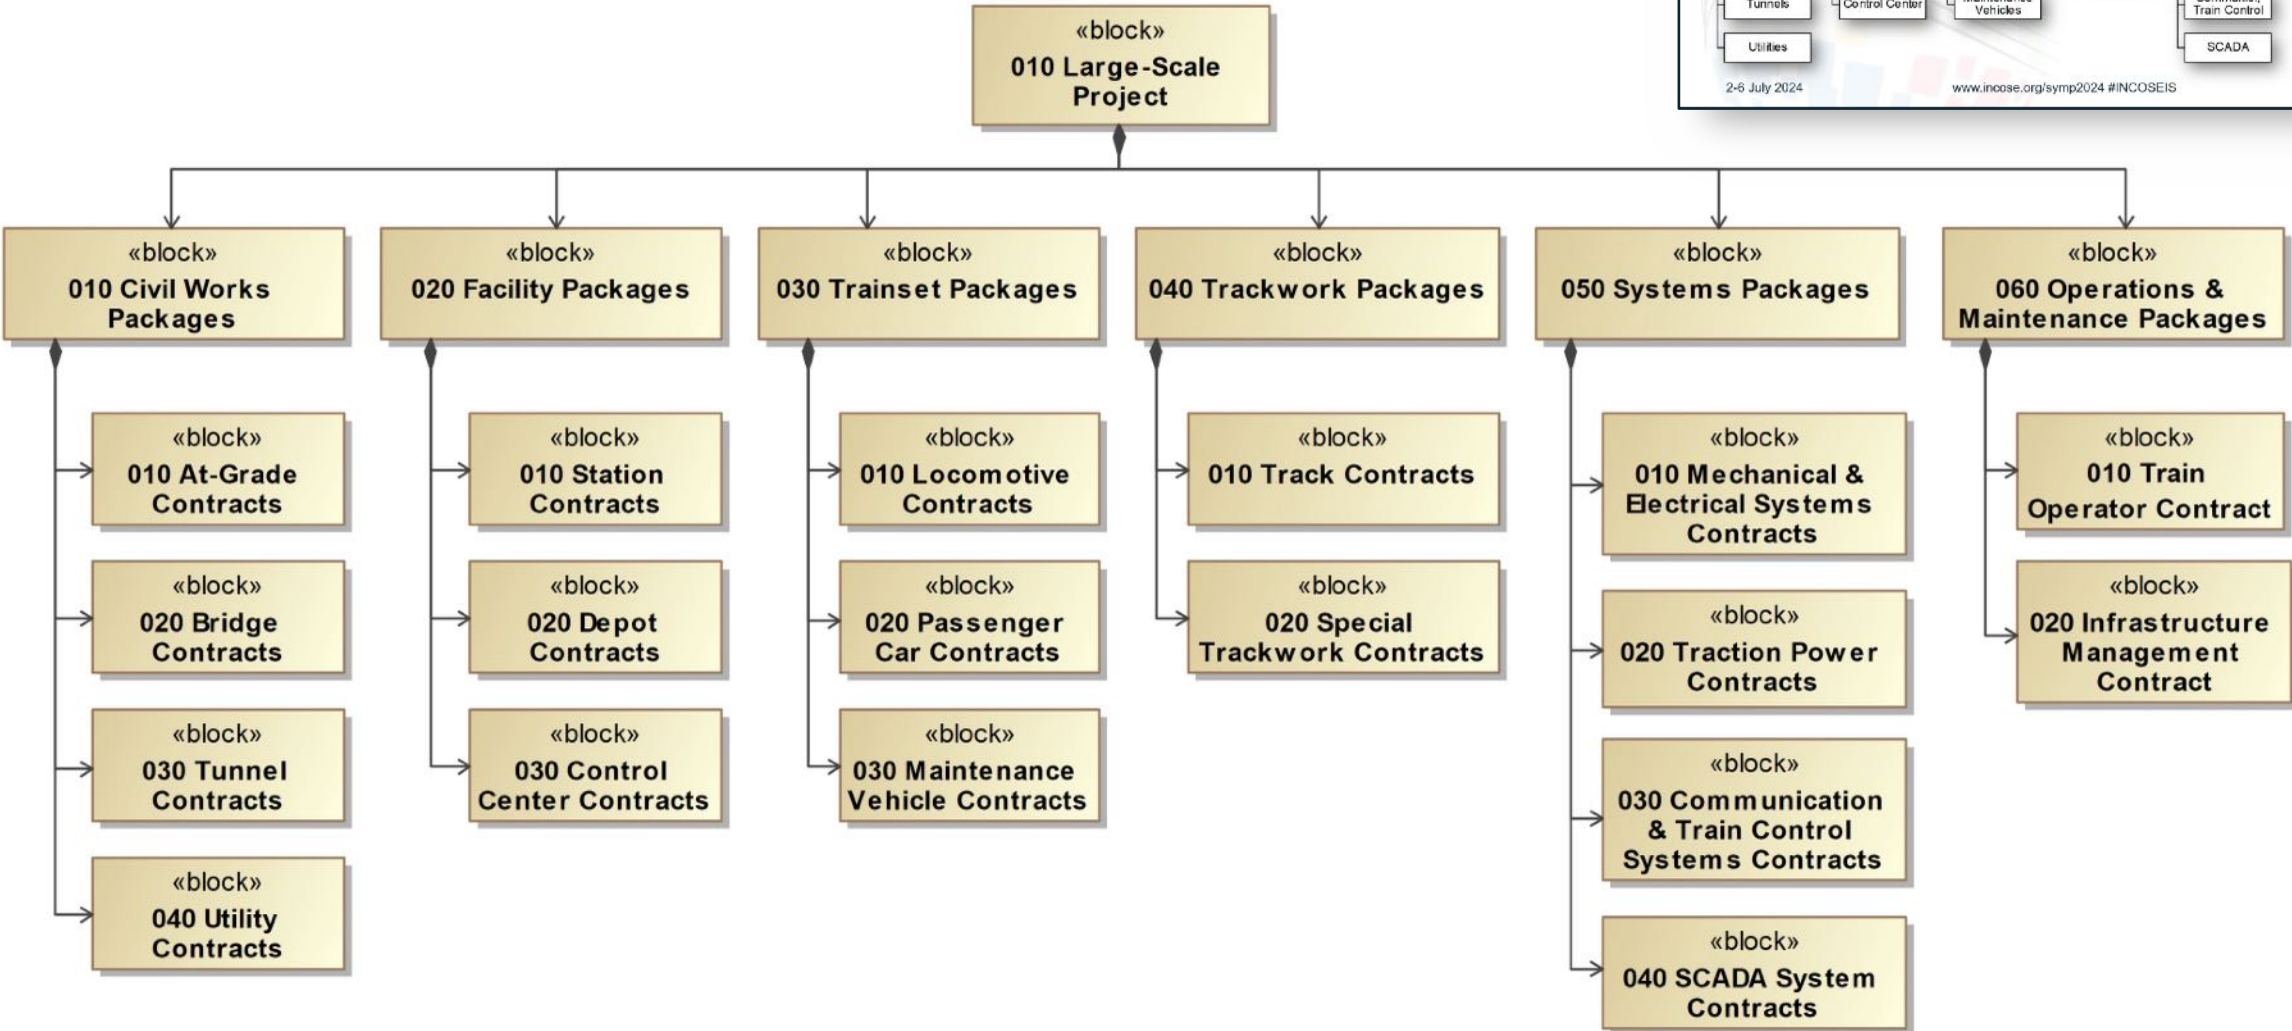 «block»
010 Large-Scale
Project
Tunnels
Control Center
Vehicles
Train Control
Utilities
SCADA
2-6 July 2024
www.incose.org/symp2024 #INCOSEIS
«block»
010 Civil Works
Packages
«block»
020 Facility Packages
«block»
030 Trainset Packages
«block»
040 Trackwork Packages
«block»
050 Systems Packages
«block»
060 Operations &
Maintenance Packages
«block»
010 At-Grade
Contracts
«block»
020 Bridge
Contracts
«block»
030 Tunnel
Contracts
«block»
040 Utility
Contracts
«block»
010 Station
Contracts
«block»
020 Depot
Contracts
«block»
030 Control
Center Contracts
«block»
010 Locomotive
Contracts
«block»
020 Passenger
Car Contracts
«block»
030 Maintenance
Vehicle Contracts
«block»
010 Track Contracts
«block»
020 Special
Trackwork Contracts
«block»
010 Mechanical &
Electrical Systems
Contracts
«block»
020 Traction Power
Contracts
«block»
030 Communication
& Train Control
Systems Contracts
«block»
040 SCADA System
Contracts
«block»
010 Train
Operator Contract
«block»
020 Infrastructure
Management
Contract